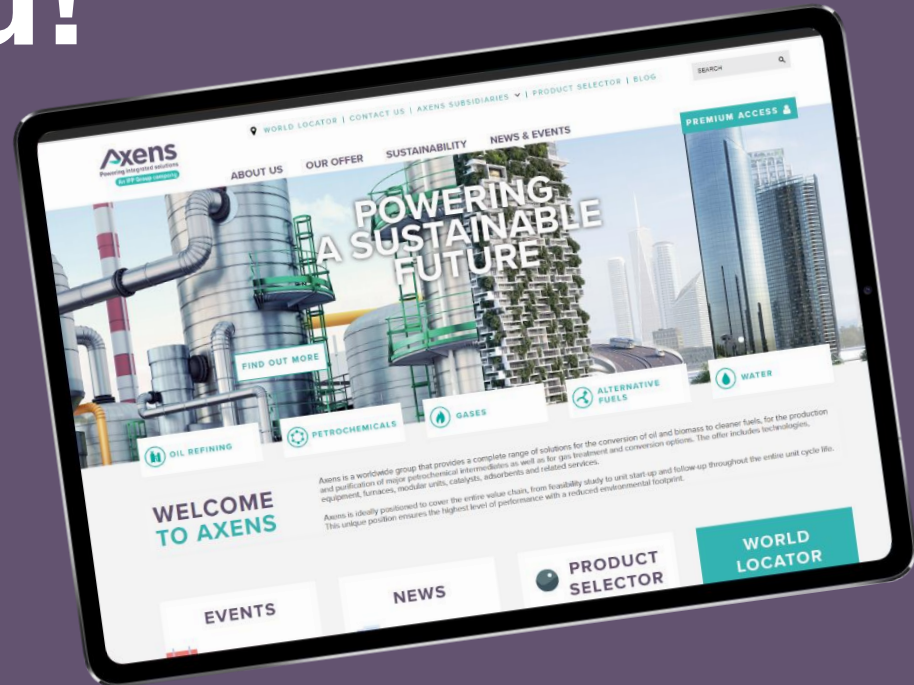 WORLD LOCATOR | CONTACT US | AXENS SUBSIDIARIES | PRODUCT SELECTOR | BLOG
SEARCH
Axens
Powering integrated solutions
An IFP Group company
ABOUT US OUR OFFER SUSTAINABILITY NEWS & EVENTS
PREMIUM ACCESS
POWERING
A SUSTAINABLE
FUTURE
FIND OUT MORE
OIL REFINING
PETROCHEMICALS
GASES
ALTERNATIVE
FUELS
WATER
WELCOME
TO AXENS
Axens is a worldwide group that provides a complete range of solutions for the conversion of oil and biomass to cleaner fuels, for the production
and purification of major petrochemical intermediates as well as for gas treatment and conversion options. The offer includes technologies,
equipment, furnaces, modular units, catalysts, adsorbents and related services.
Axens is ideally positioned to cover the entire value chain, from feasibility study to unit start-up and follow-up throughout the entire unit cycle life.
This unique position ensures the highest level of performance with a reduced environmental footprint.
EVENTS
NEWS
PRODUCT
SELECTOR
WORLD
LOCATOR